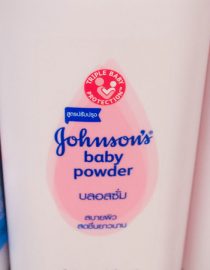 TRIPLE BABY
PROTECTION™
สูตรปรับปรุง
Johnson's®
baby
powder
บลอสซั่ม
สบายผิว
สดชื่นยาวนาน